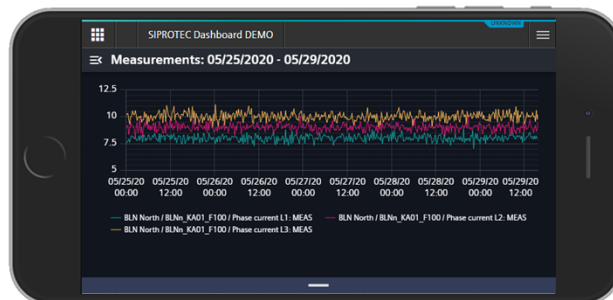 UNKNOWN
SIPROTEC Dashboard DEMO
Measurements: 05/25/2020 - 05/29/2020
12.5
10
7.5
5
05/25/20 05/25/20 05/26/20 05/26/20 05/27/20 05/27/20 05/28/20 05/28/20 05/29/20 05/29/20
00:00 12:00 00:00 12:00 00:00 12:00 00:00 12:00 00:00 12:00
BLN North / BLNn_KA01_F100 / Phase current L1: MEAS BLN North / BLNn_KA01_F100 / Phase current L2: MEAS
BLN North / BLNn_KA01_F100 / Phase current L3: MEAS